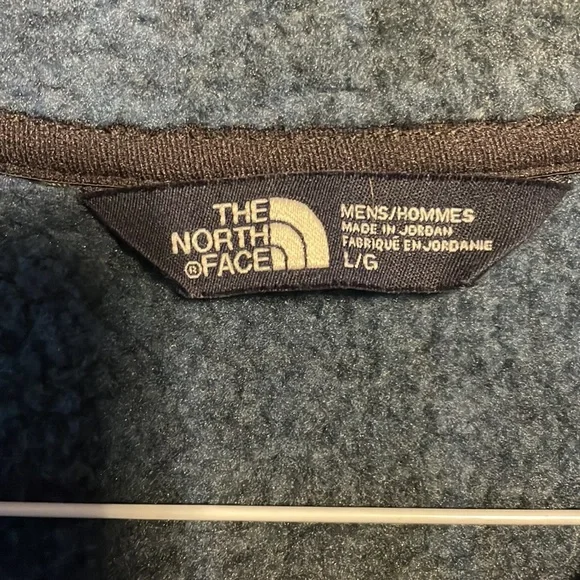 THE
NORTH
®FACE
MENS/HOMMES
MADE IN JORDAN
FABRIQUÉ EN JORDANIE
L/G